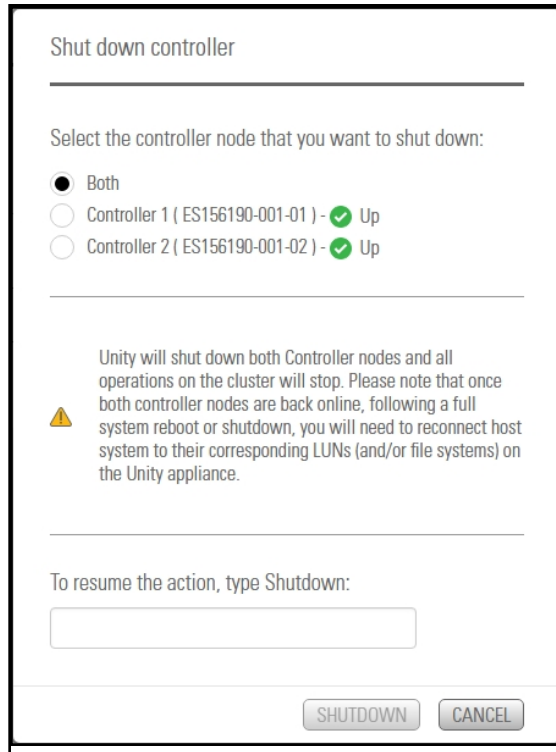 Shut down controller
Select the controller node that you want to shut down:
Both
Controller 1 ( ES156190-001-01 ) - Up
Controller 2 ( ES156190-001-02 ) - Up
Unity will shut down both Controller nodes and all
operations on the cluster will stop. Please note that once
both controller nodes are back online, following a full
system reboot or shutdown, you will need to reconnect host
system to their corresponding LUNs (and/or file systems) on
the Unity appliance.
To resume the action, type Shutdown:
SHUTDOWN CANCEL